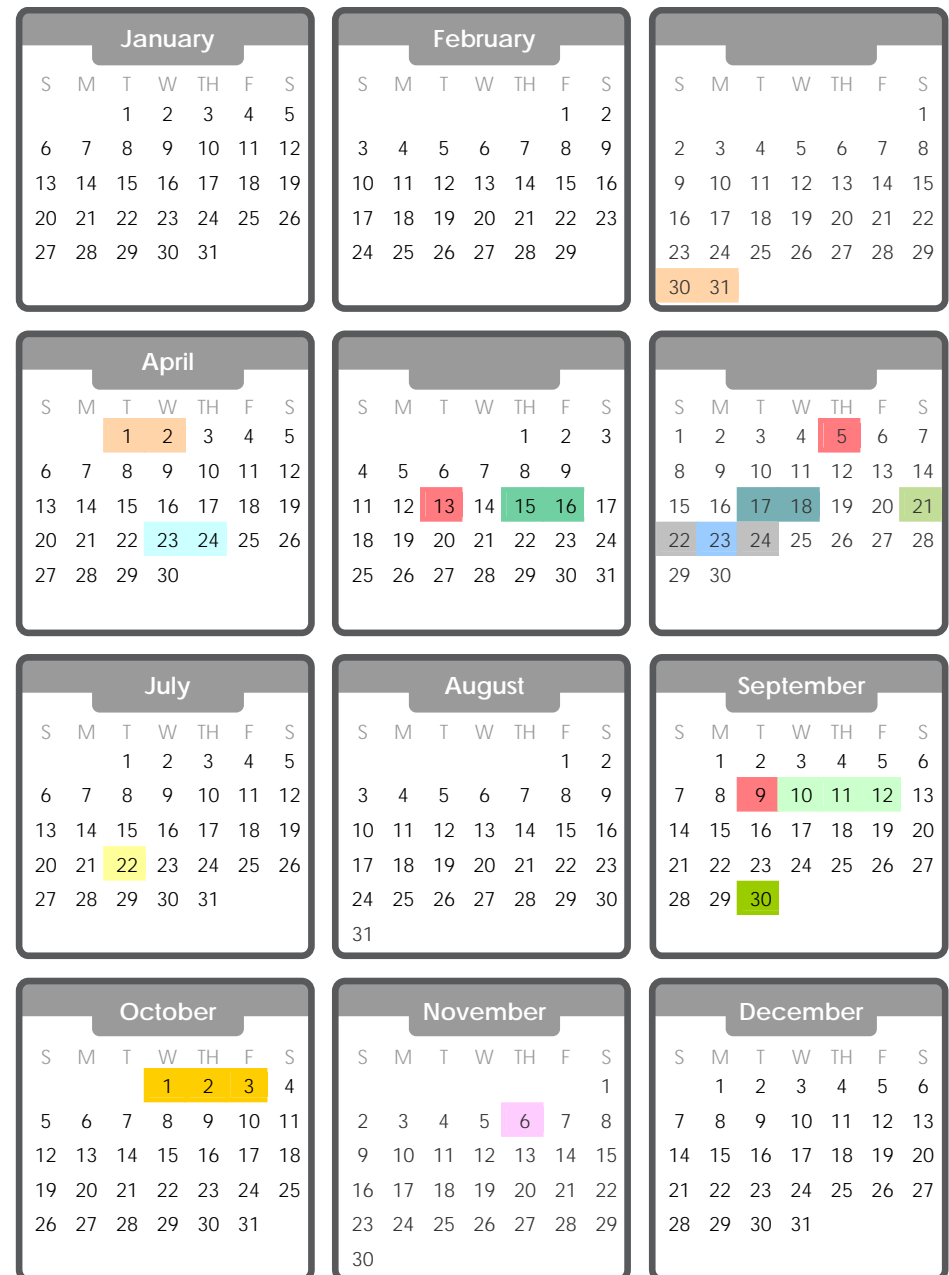 January
S M T W TH F S
1 2 3 4 5
6 7 8 9 10 11 12
13 14 15 16 17 18 19
20 21 22 23 24 25 26
27 28 29 30 31
February
S M T W TH F S
1 2
3 4 5 6 7 8 9
10 11 12 13 14 15 16
17 18 19 20 21 22 23
24 25 26 27 28 29
S M T W TH F S
1
2 3 4 5 6 7 8
9 10 11 12 13 14 15
16 17 18 19 20 21 22
23 24 25 26 27 28 29
30 31
April
S M T W TH F S
1 2 3 4 5
6 7 8 9 10 11 12
13 14 15 16 17 18 19
20 21 22 23 24 25 26
27 28 29 30
S M T W TH F S
1 2 3
4 5 6 7 8 9
11 12 13 14 15 16 17
18 19 20 21 22 23 24
25 26 27 28 29 30 31
S M T W TH F S
1 2 3 4 5 6 7
8 9 10 11 12 13 14
15 16 17 18 19 20 21
22 23 24 25 26 27 28
29 30
July
S M T W TH F S
1 2 3 4 5
6 7 8 9 10 11 12
13 14 15 16 17 18 19
20 21 22 23 24 25 26
27 28 29 30 31
August
S M T W TH F S
1 2
3 4 5 6 7 8 9
10 11 12 13 14 15 16
17 18 19 20 21 22 23
24 25 26 27 28 29 30
31
September
S M T W TH F S
1 2 3 4 5 6
7 8 9 10 11 12 13
14 15 16 17 18 19 20
21 22 23 24 25 26 27
28 29 30
October
S M T W TH F S
1 2 3 4
5 6 7 8 9 10 11
12 13 14 15 16 17 18
19 20 21 22 23 24 25
26 27 28 29 30 31
November
S M T W TH F S
1
2 3 4 5 6 7 8
9 10 11 12 13 14 15
16 17 18 19 20 21 22
23 24 25 26 27 28 29
30
December
S M T W TH F S
1 2 3 4 5 6
7 8 9 10 11 12 13
14 15 16 17 18 19 20
21 22 23 24 25 26 27
28 29 30 31